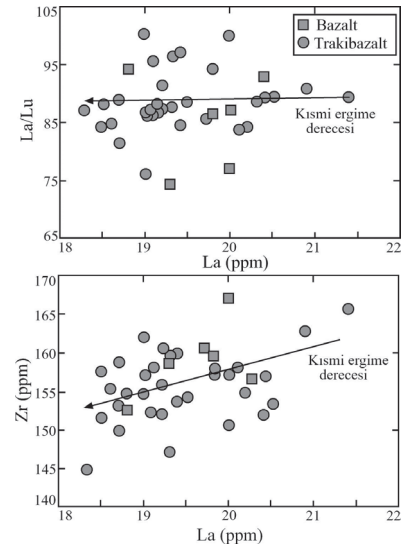 Bazalt
Trakibazalt
105
95
85
75
65
La/Lu
Kısmi ergime
derecesi
18
19
20
21
22
La (ppm)
170
165
160
155
150
145
140
Zr (ppm)
Kısmi ergime
derecesi
18
19
20
21
22
La (ppm)